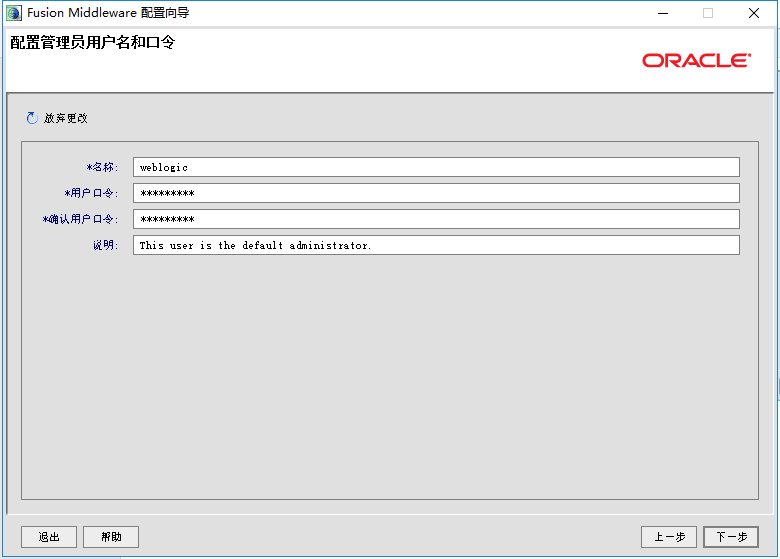 Fusion Middleware 配置向导
配置管理员用户名和口令
ORACLE
放弃更改
*名称: weblogic
*用户口令: *********
*确认用户口令: *********
说明: This user is the default administrator.
退出 帮助 上一步 下一步